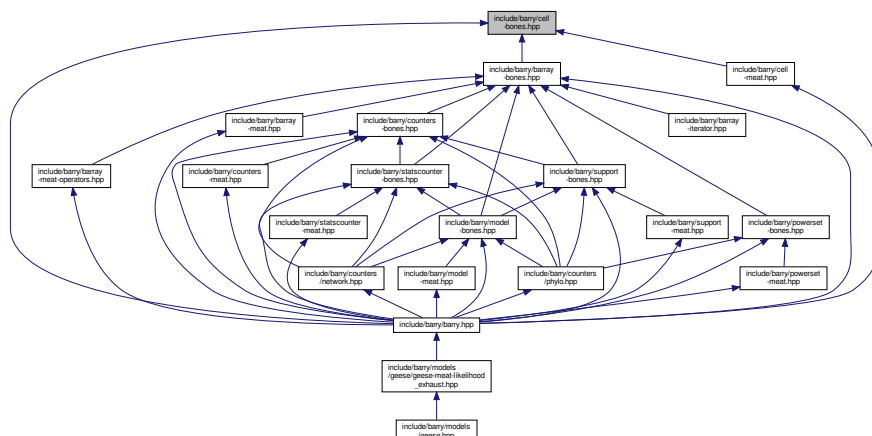 include/barry/cell
-bones.hpp
include/barry/barray
-bones.hpp
include/barry/cell
-meat.hpp
include/barry/barray
-meat.hpp
include/barry/counters
-bones.hpp
include/barry/barray
-iterator.hpp
include/barry/barray
-meat-operators.hpp
include/barry/counters
-meat.hpp
include/barry/statscounter
-bones.hpp
include/barry/support
-bones.hpp
include/barry/statscounter
-meat.hpp
include/barry/model
-bones.hpp
include/barry/support
-meat.hpp
include/barry/powerset
-bones.hpp
include/barry/counters
/network.hpp
include/barry/model
-meat.hpp
include/barry/counters
/phylo.hpp
include/barry/powerset
-meat.hpp
include/barry/barry.hpp
include/barry/models
/geese/geese-meat-likelihood
_exhaust.hpp
include/barry/models
/geese.hpp